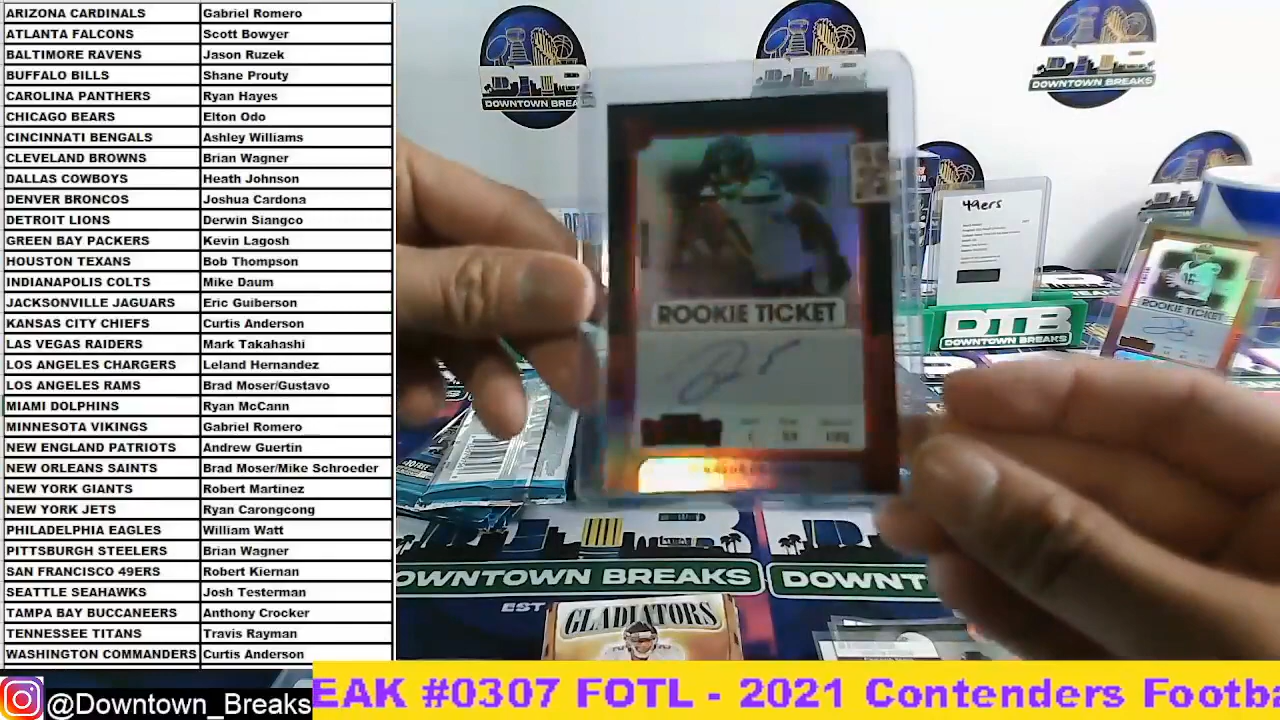 ARIZONA CARDINALS Gabriel Romero
ATLANTA FALCONS Scott Bowyer
BALTIMORE RAVENS Jason Ruzek
BUFFALO BILLS Shane Prouty
CAROLINA PANTHERS Ryan Hayes
CHICAGO BEARS Elton Odo
CINCINNATI BENGALS Ashley Williams
CLEVELAND BROWNS Brian Wagner
DALLAS COWBOYS Heath Johnson
DENVER BRONCOS Joshua Cardona
DETROIT LIONS Derwin Siangco
GREEN BAY PACKERS Kevin Lagosh
HOUSTON TEXANS Bob Thompson
INDIANAPOLIS COLTS Mike Daum
JACKSONVILLE JAGUARS Eric Guiberson
KANSAS CITY CHIEFS Curtis Anderson
LAS VEGAS RAIDERS Mark Takahashi
LOS ANGELES CHARGERS Leland Hernandez
LOS ANGELES RAMS Brad Moser/Gustavo
MIAMI DOLPHINS Ryan McCann
MINNESOTA VIKINGS Gabriel Romero
NEW ENGLAND PATRIOTS Andrew Guertin
NEW ORLEANS SAINTS Brad Moser/Mike Schroeder
NEW YORK GIANTS Robert Martinez
NEW YORK JETS Ryan Carongcong
PHILADELPHIA EAGLES William Watt
PITTSBURGH STEELERS Brian Wagner
SAN FRANCISCO 49ERS Robert Kiernan
SEATTLE SEAHAWKS Josh Testerman
TAMPA BAY BUCCANEERS Anthony Crocker
TENNESSEE TITANS Travis Rayman
WASHINGTON COMMANDERS Curtis Anderson
@Downtown_Breaks
DOWNTOWN BREAKS
DTB
DOWNTOWN BREAKS
49ers
ROOKIE TICKET
ROOKIE TICKET
DTB
DOWNTOWN BREAKS
DOWNTOWN BREAKS
DOWNT
EST
GLADIATORS
EAK #0307 FOTL - 2021 Contenders Footba